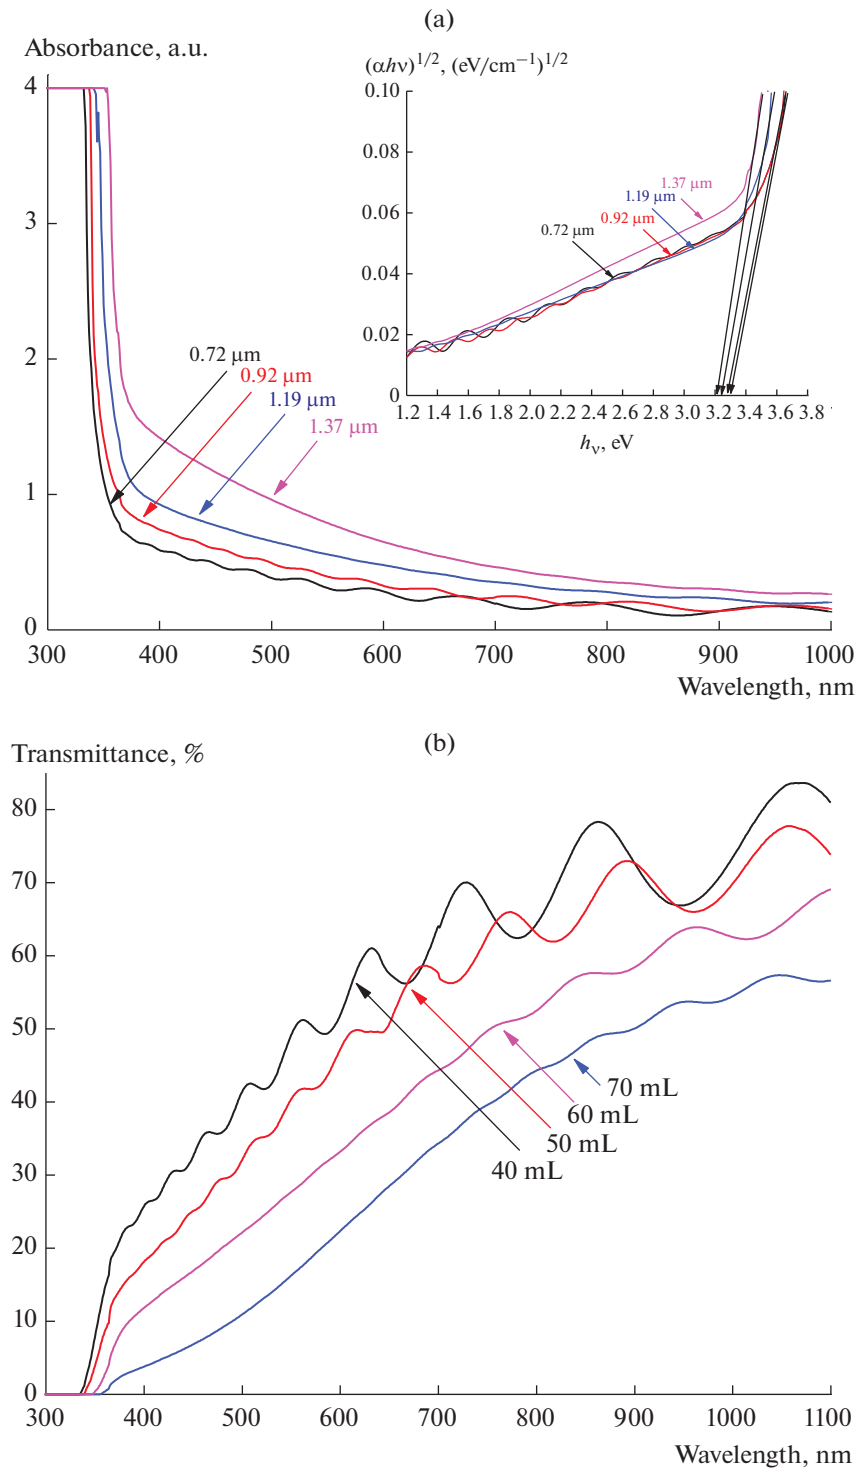 (a)
Absorbance, a.u.
(αhν)1/2, (eV/cm−1)1/2
4
3
2
1
0
0.10
0.08
0.06
0.04
0.02
0
1.37 µm
1.19 µm
0.92 µm
0.72 µm
1.2 1.4 1.6 1.8 2.0 2.2 2.4 2.6 2.8 3.0 3.2 3.4 3.6 3.8
hν, eV
0.72 µm
0.92 µm
1.19 µm
1.37 µm
300 400 500 600 700 800 900 1000
Wavelength, nm
(b)
Transmittance, %
80
70
60
50
40
30
20
10
0
70 mL
60 mL
50 mL
40 mL
300 400 500 600 700 800 900 1000 1100
Wavelength, nm